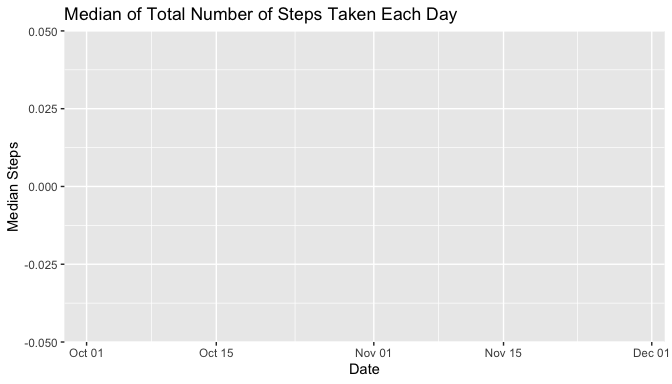 Median of Total Number of Steps Taken Each Day
0.050
0.025
0.000
-0.025
-0.050
Median Steps
Oct 01 Oct 15 Nov 01 Nov 15 Dec 01
Date